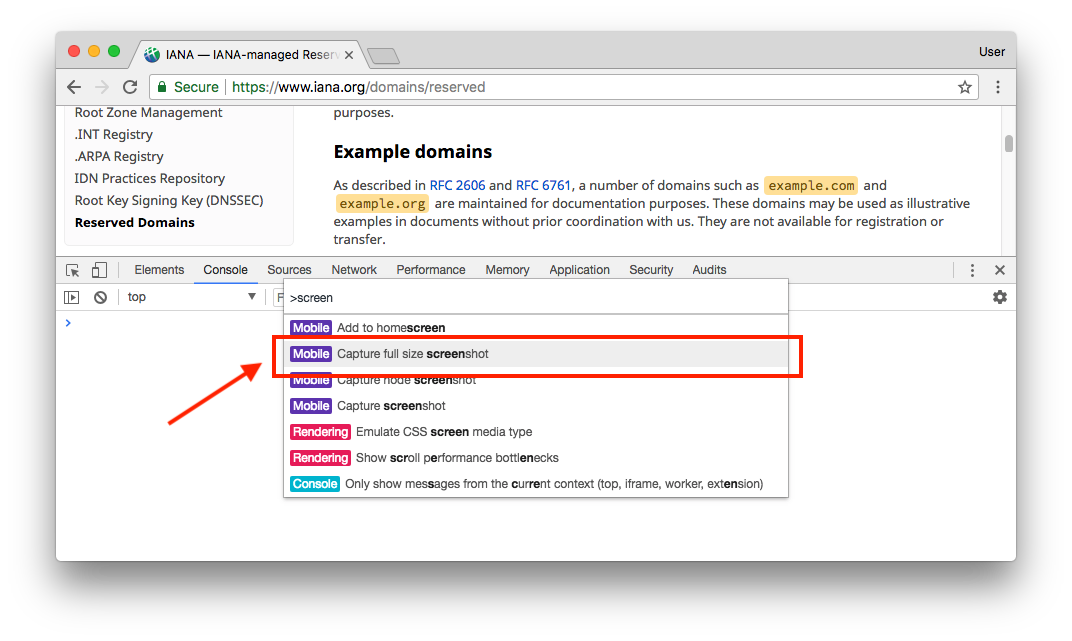 IANA — IANA-managed Reserv
User
Secure
https://www.iana.org/domains/reserved
Root Zone Management
.INT Registry
.ARPA Registry
IDN Practices Repository
Root Key Signing Key (DNSSEC)
Reserved Domains
purposes.
Example domains
As described in RFC 2606 and RFC 6761, a number of domains such as example.com and
example.org are maintained for documentation purposes. These domains may be used as illustrative
examples in documents without prior coordination with us. They are not available for registration or
transfer.
Elements Console Sources Network Performance Memory Application Security Audits
top
>screen
Mobile Add to homescreen
Mobile Capture full size screenshot
Mobile Capture node screenshot
Mobile Capture screenshot
Rendering Emulate CSS screen media type
Rendering Show scroll performance bottlenecks
Console Only show messages from the current context (top, iframe, worker, extension)